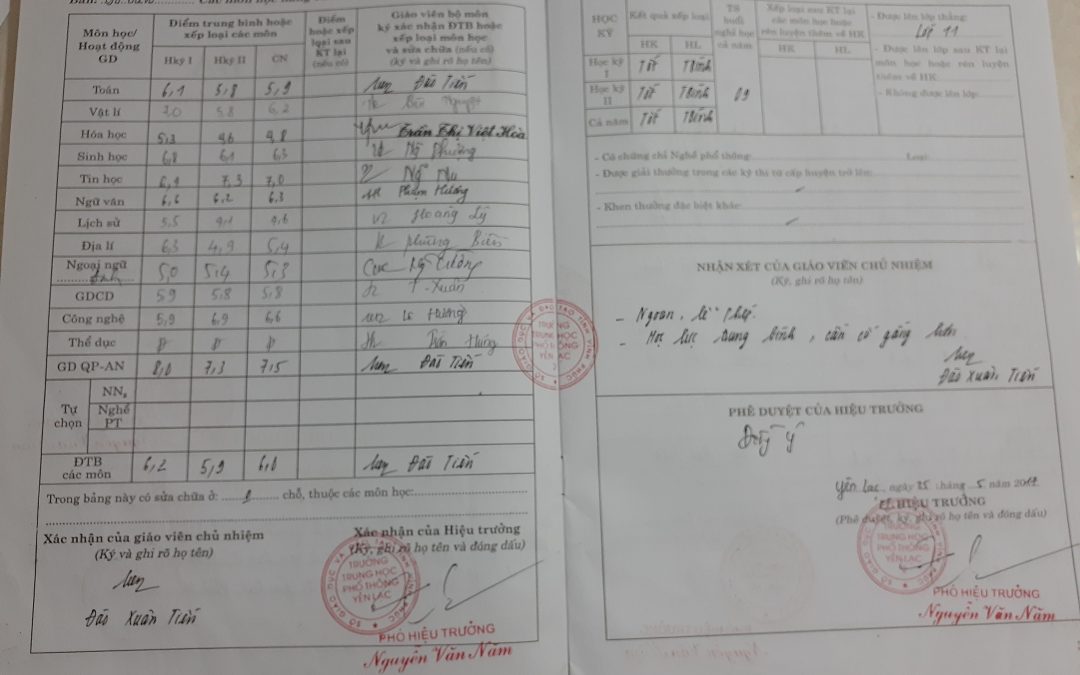 Môn học/ Hoạt động GD
Điểm trung bình hoặc xếp loại các môn
Hky I Hky II CN
Điểm hoặc xếp loại sau KT lại (nếu có)
Giáo viên bộ môn ký xác nhận ĐTB hoặc xếp loại môn học và sửa chữa (nếu có) (ký và ghi rõ họ tên)
Toán 6,1 5,8 5,9 Đào Tiến
Vật lí 7,0 5,8 6,2 Nguyệt
Hóa học 5,3 4,6 4,8 Trần Thị Việt Hòa
Sinh học 6,8 6,1 6,3 Phường
Tin học 6,4 7,3 7,0
Ngữ văn 6,6 6,2 6,3 Phạm Hương
Lịch sử 5,5 4,1 4,6 Hoàng Lý
Địa lí 6,3 4,9 5,4 Phùng Biên
Ngoại ngữ Anh 5,0 5,4 5,3
GDCD 5,9 5,8 5,8 T. Xuân
Công nghệ 5,9 6,9 6,6 Lê Hương
Thể dục Đ Đ Đ Trần Hùng
GD QP-AN 8,0 7,3 7,5 Đào Tiến
Tự chọn
NN₂
Nghề PT
ĐTB các môn 6,2 5,9 6,0 Đào Tiến
Trong bảng này có sửa chữa ở: chỗ, thuộc các môn học:
Xác nhận của giáo viên chủ nhiệm
(Ký và ghi rõ họ tên)
Đào Xuân Tiến
Xác nhận của Hiệu trưởng
(Ký, ghi rõ họ tên và đóng dấu)
SỞ GIÁO DỤC VÀ ĐÀO TẠO TỈNH VĨNH PHÚC
TRƯỜNG
TRUNG HỌC
PHỔ THÔNG
YÊN LẠC
PHÓ HIỆU TRƯỞNG
Nguyễn Văn Năm
HỌC KỲ
Kết quả xếp loại
HK HL
TS buổi nghỉ học cả năm
Xếp loại sau KT lại các môn học hoặc rèn luyện thêm về HK
HK HL
Học kỳ I Tốt TBình
Học kỳ II Tốt TBình
09
Cả năm Tốt TBình
- Được lên lớp thẳng:
Lớp 11
- Được lên lớp sau KT lại môn học hoặc rèn luyện thêm về HK:
- Không được lên lớp:
- Có chứng chỉ Nghề phổ thông: Loại:
- Được giải thưởng trong các kỳ thi từ cấp huyện trở lên:
- Khen thưởng đặc biệt khác:
NHẬN XÉT CỦA GIÁO VIÊN CHỦ NHIỆM
(Ký, ghi rõ họ tên)
- Ngoan, lễ phép.
- Học lực trung bình, cần cố gắng hơn
Đào Xuân Tiến
PHÊ DUYỆT CỦA HIỆU TRƯỞNG
Đồng ý
Yên Lạc, ngày 25 tháng 5 năm
HIỆU TRƯỞNG
(Phê duyệt, ký, ghi rõ họ tên và đóng dấu)
TRƯỜNG
TRUNG HỌC
PHỔ THÔNG
YÊN LẠC
PHÓ HIỆU TRƯỞNG
Nguyễn Văn Năm